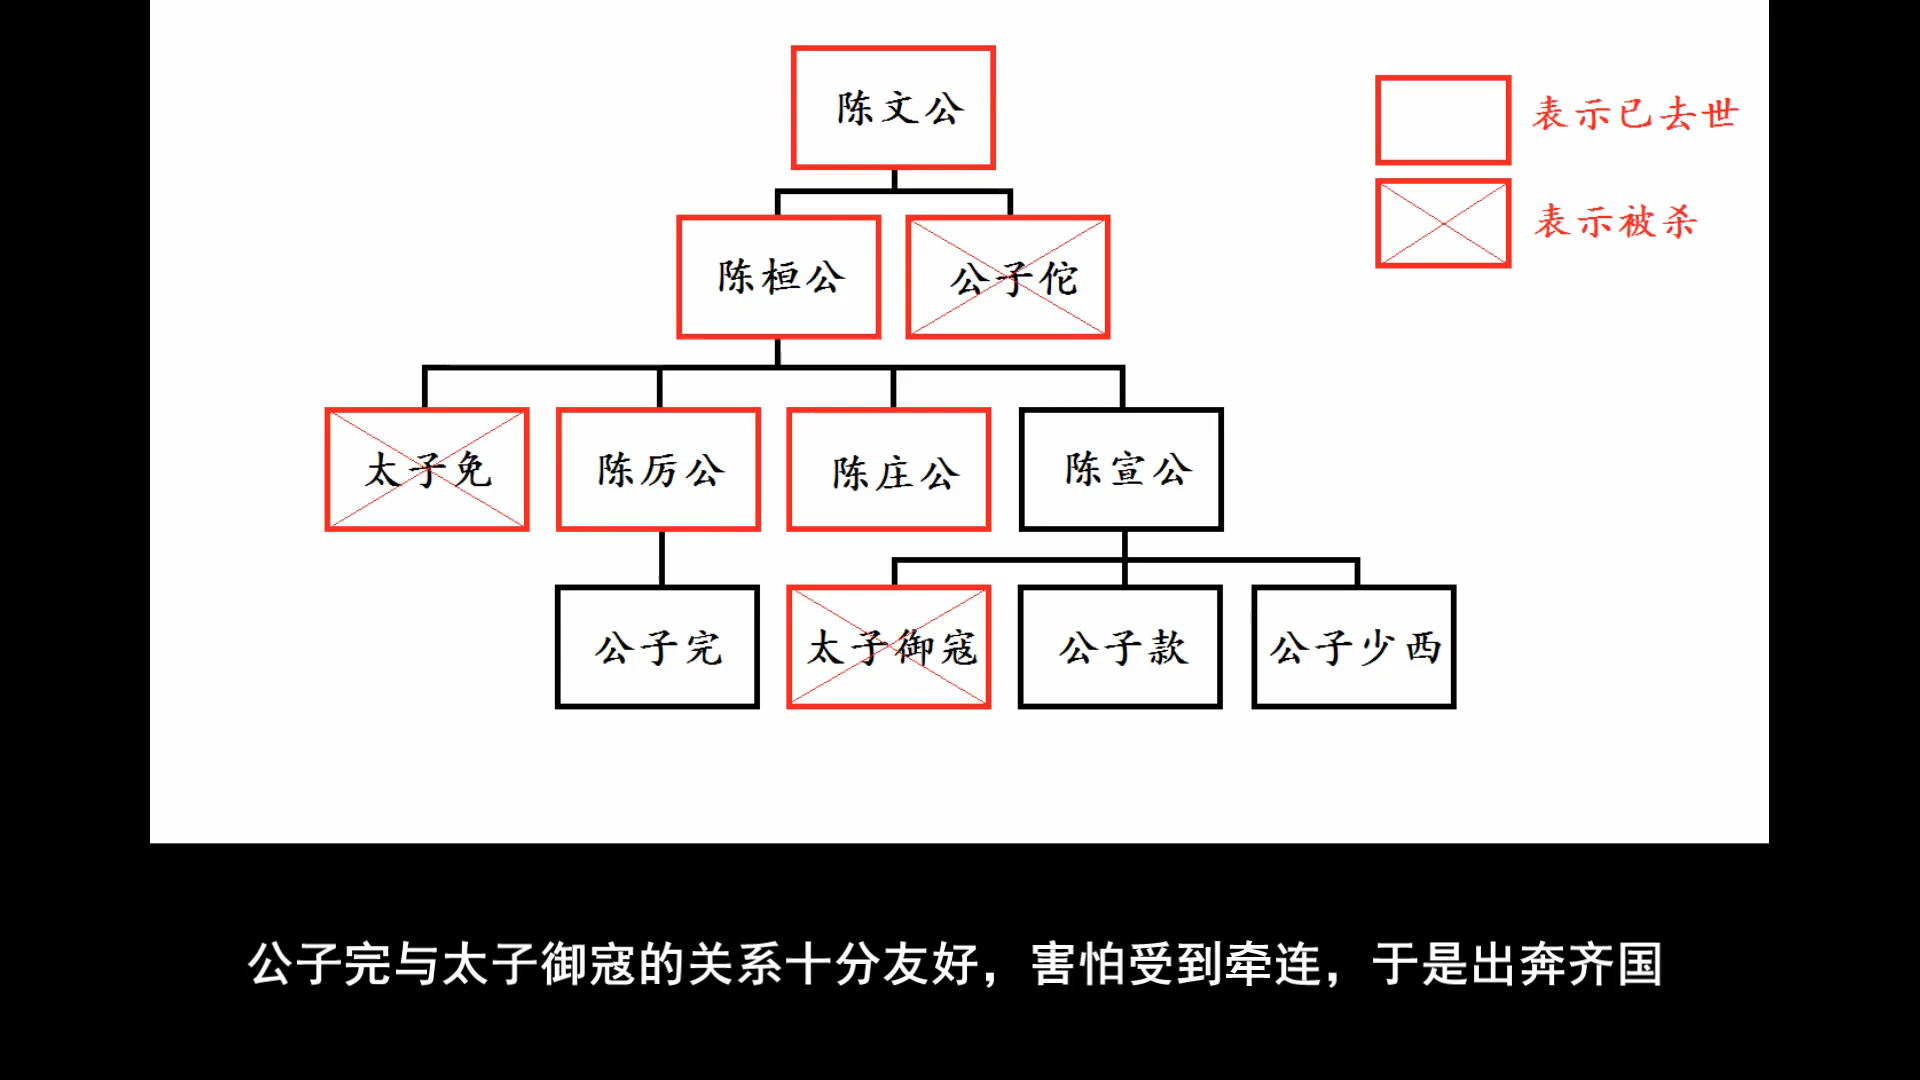 陈文公
表示已去世
表示被杀
陈桓公
公子佗
太子免
陈厉公
陈庄公
陈宣公
公子完
太子御寇
公子款
公子少西
公子完与太子御寇的关系十分友好，害怕受到牵连，于是出奔齐国